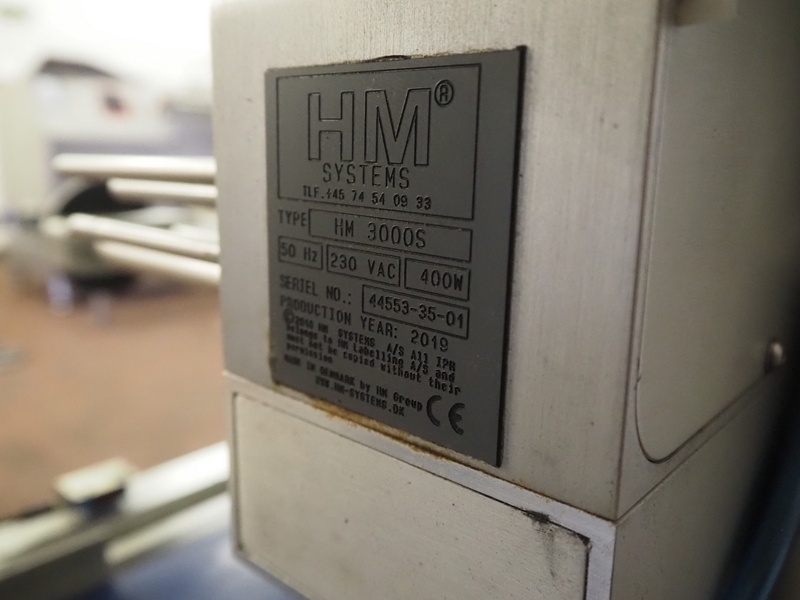 HM®
SYSTEMS
TLF.+45 74 54 09 33
TYPE HM 3000S
50 Hz 230 VAC 400W
SERIEL NO.: 44553-35-01
PRODUCTION YEAR: 2019
©2010 HM SYSTEMS A/S All IPR
belongs to HM Labelling A/S and
must not be copied without their
permission
MADE IN DENMARK by HM Group
WWW.HM-SYSTEMS.DK
CE